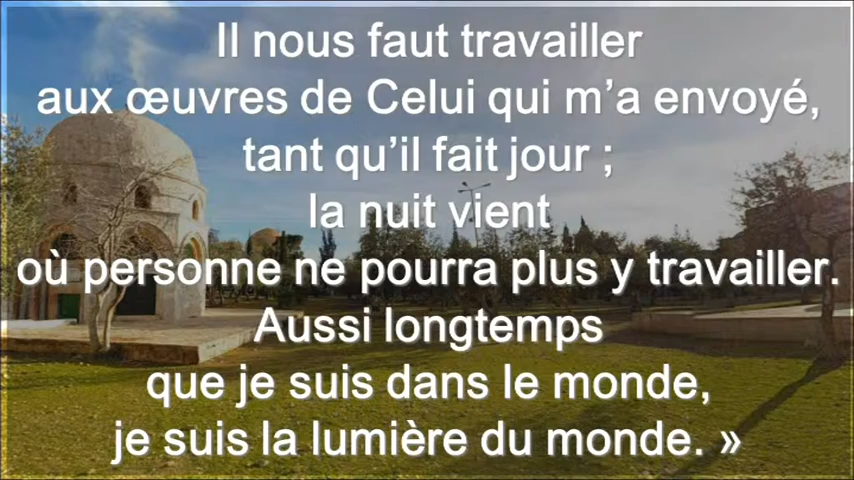 Il nous faut travailler
aux œuvres de Celui qui m’a envoyé,
tant qu’il fait jour ;
la nuit vient
où personne ne pourra plus y travailler.
Aussi longtemps
que je suis dans le monde,
je suis la lumière du monde. »